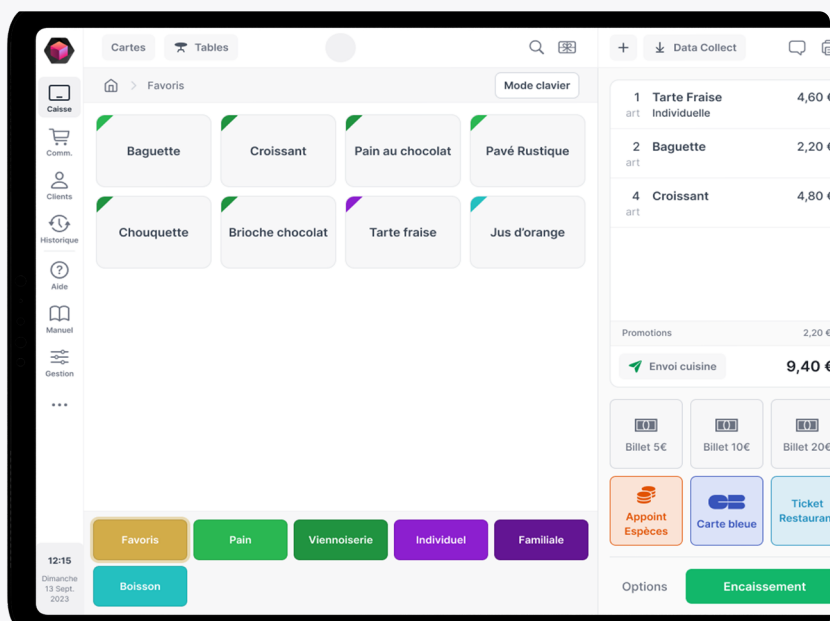 Cartes
Tables
Data Collect
Favoris
Mode clavier
Caisse
Comm.
Clients
Historique
Aide
Manuel
Gestion
12:15
Dimanche
13 Sept.
2023
Baguette
Croissant
Pain au chocolat
Pavé Rustique
Chouquette
Brioche chocolat
Tarte fraise
Jus d'orange
Favoris
Pain
Viennoiserie
Individuel
Familiale
Boisson
1 Tarte Fraise 4,60 €
art Individuelle
2 Baguette 2,20 €
art
4 Croissant 4,80 €
art
Promotions 2,20 €
Envoi cuisine 9,40 €
Billet 5€
Billet 10€
Billet 20€
Appoint
Espèces
Carte bleue
Ticket
Restauran
Options
Encaissement